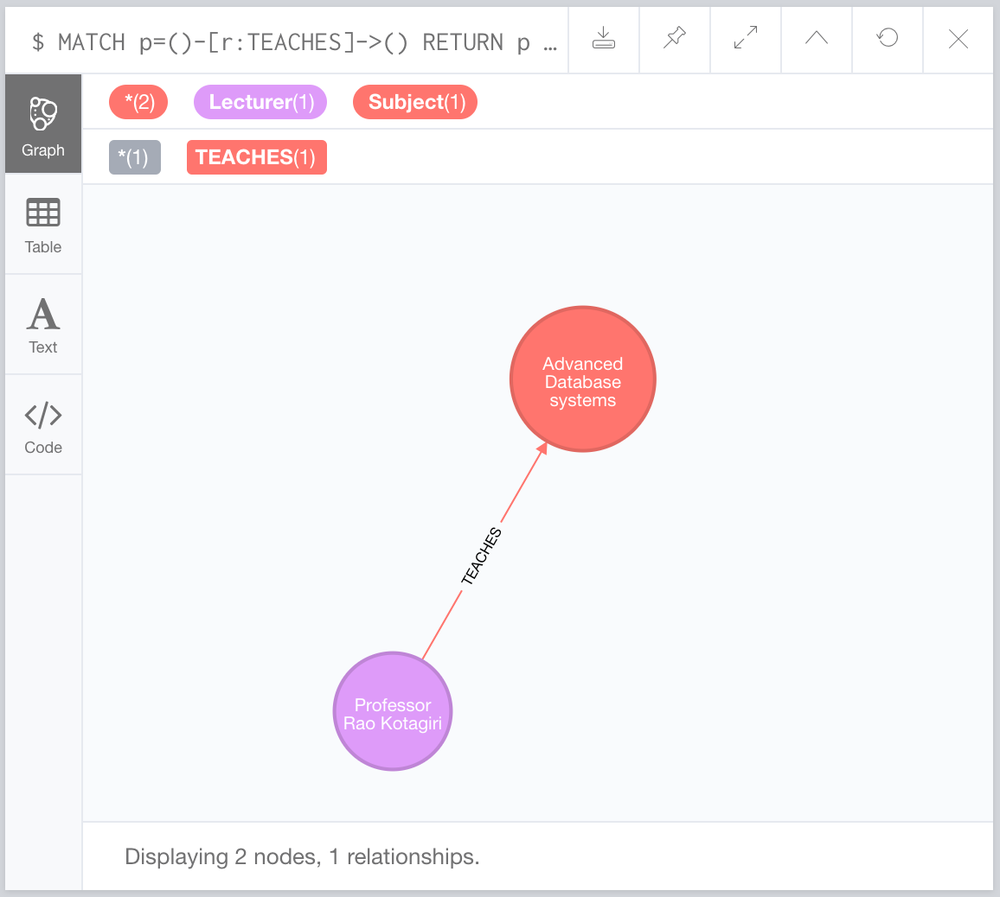 $ MATCH p=()-[r:TEACHES]->() RETURN p …
Graph
Table
Text
Code
*(2) Lecturer(1) Subject(1)
*(1) TEACHES(1)
Advanced
Database
systems
TEACHES
Professor
Rao Kotagiri
Displaying 2 nodes, 1 relationships.